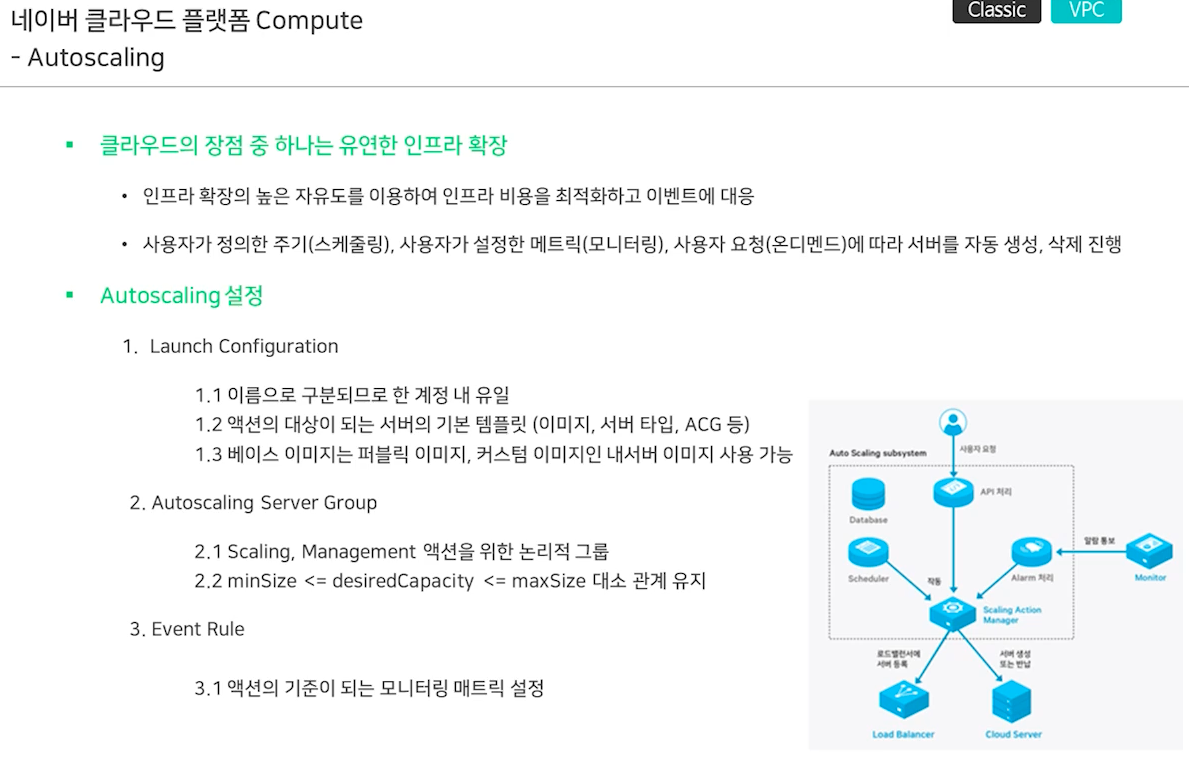 네이버 클라우드 플랫폼 Compute
Classic
VPC
- Autoscaling
▪ 클라우드의 장점 중 하나는 유연한 인프라 확장
• 인프라 확장의 높은 자유도를 이용하여 인프라 비용을 최적화하고 이벤트에 대응
• 사용자가 정의한 주기(스케줄링), 사용자가 설정한 메트릭(모니터링), 사용자 요청(온디멘드)에 따라 서버를 자동 생성, 삭제 진행
▪ Autoscaling 설정
1. Launch Configuration
1.1 이름으로 구분되므로 한 계정 내 유일
1.2 액션의 대상이 되는 서버의 기본 템플릿 (이미지, 서버 타입, ACG 등)
1.3 베이스 이미지는 퍼블릭 이미지, 커스텀 이미지인 내서버 이미지 사용 가능
2. Autoscaling Server Group
2.1 Scaling, Management 액션을 위한 논리적 그룹
2.2 minSize <= desiredCapacity <= maxSize 대소 관계 유지
3. Event Rule
3.1 액션의 기준이 되는 모니터링 매트릭 설정
사용자 요청
Auto Scaling subsystem
API 처리
Database
Scheduler
작동
Alarm 처리
알람 통보
Monitor
Scaling Action
Manager
로드밸런서에
서버 등록
서버 생성
또는 반납
Load Balancer
Cloud Server